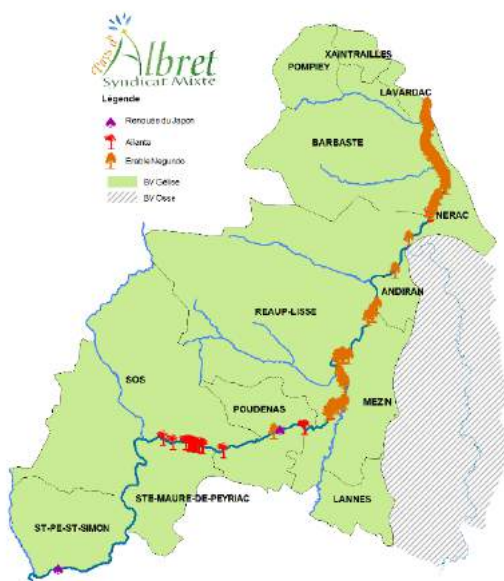 Pays d'
Albret
Syndicat Mixte
Légende
Renouée du Japon
Ailante
Erable Negundo
BV Gélise
BV Osse
XAINTRAILLES
POMPIEY
LAVARDAC
BARBASTE
NERAC
ANDIRAN
REAUP-LISSE
SOS
POUDENAS
MEZIN
STE-MAURE-DE-PEYRIAC
LANNES
ST-PE-ST-SIMON